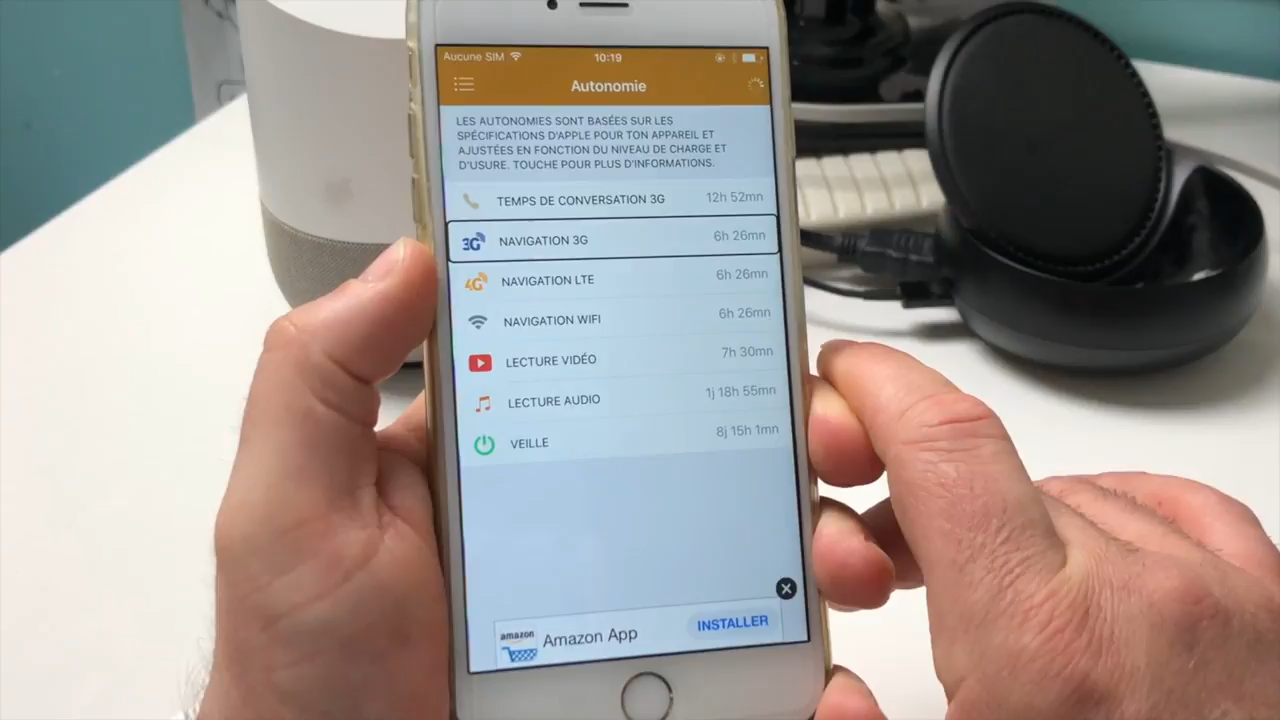 Aucune SIM 10:19
Autonomie
LES AUTONOMIES SONT BASÉES SUR LES
SPÉCIFICATIONS D'APPLE POUR TON APPAREIL ET
AJUSTÉES EN FONCTION DU NIVEAU DE CHARGE ET
D'USURE. TOUCHE POUR PLUS D'INFORMATIONS.
TEMPS DE CONVERSATION 3G 12h 52mn
3G NAVIGATION 3G 6h 26mn
4G NAVIGATION LTE 6h 26mn
NAVIGATION WIFI 6h 26mn
LECTURE VIDÉO 7h 30mn
LECTURE AUDIO 1j 18h 55mn
VEILLE 8j 15h 1mn
amazon Amazon App INSTALLER